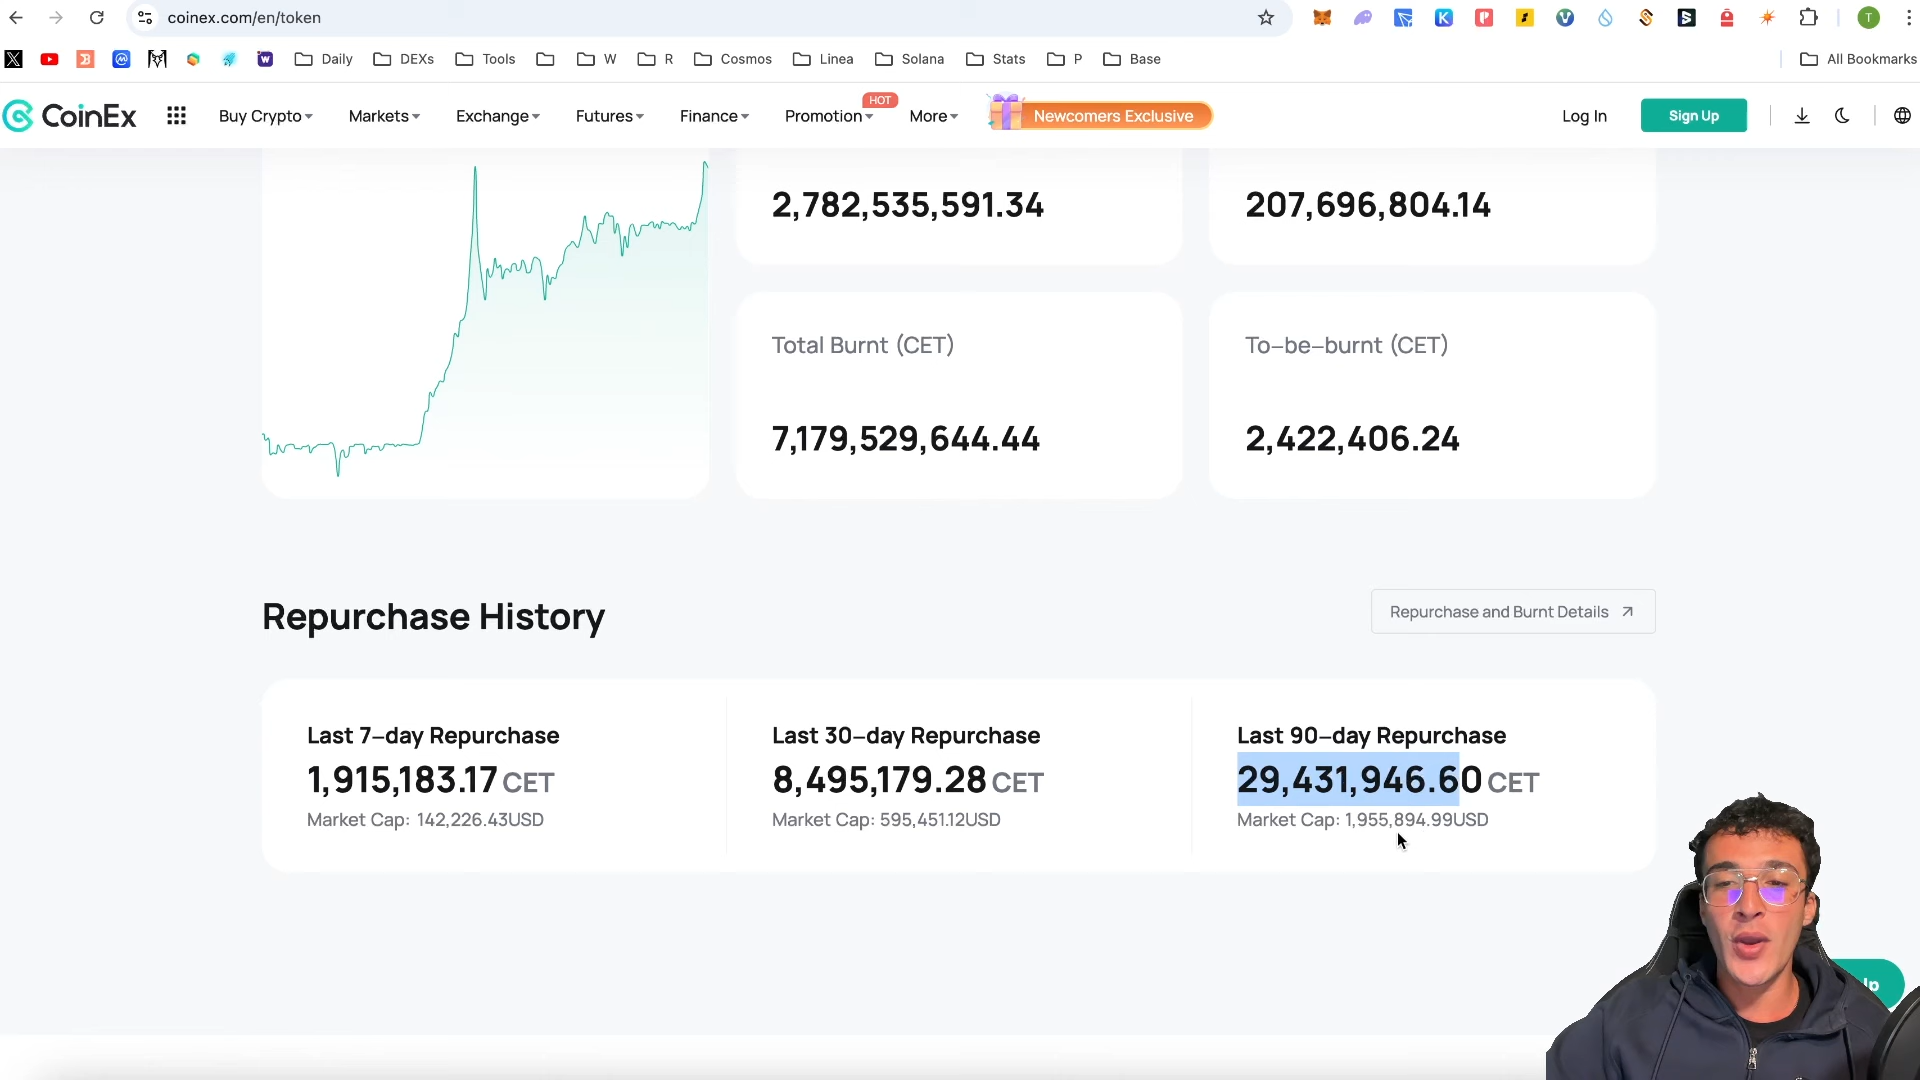 coinex.com/en/token
T
Daily
DEXs
Tools
W
R
Cosmos
Linea
Solana
Stats
P
Base
All Bookmarks
CoinEx
Buy Crypto
Markets
Exchange
Futures
Finance
Promotion
HOT
More
Newcomers Exclusive
Log In
Sign Up
2,782,535,591.34
207,696,804.14
Total Burnt (CET)
To–be–burnt (CET)
7,179,529,644.44
2,422,406.24
Repurchase History
Repurchase and Burnt Details
Last 7–day Repurchase
Last 30–day Repurchase
Last 90–day Repurchase
1,915,183.17 CET
8,495,179.28 CET
29,431,946.60 CET
Market Cap: 142,226.43USD
Market Cap: 595,451.12USD
Market Cap: 1,955,894.99USD